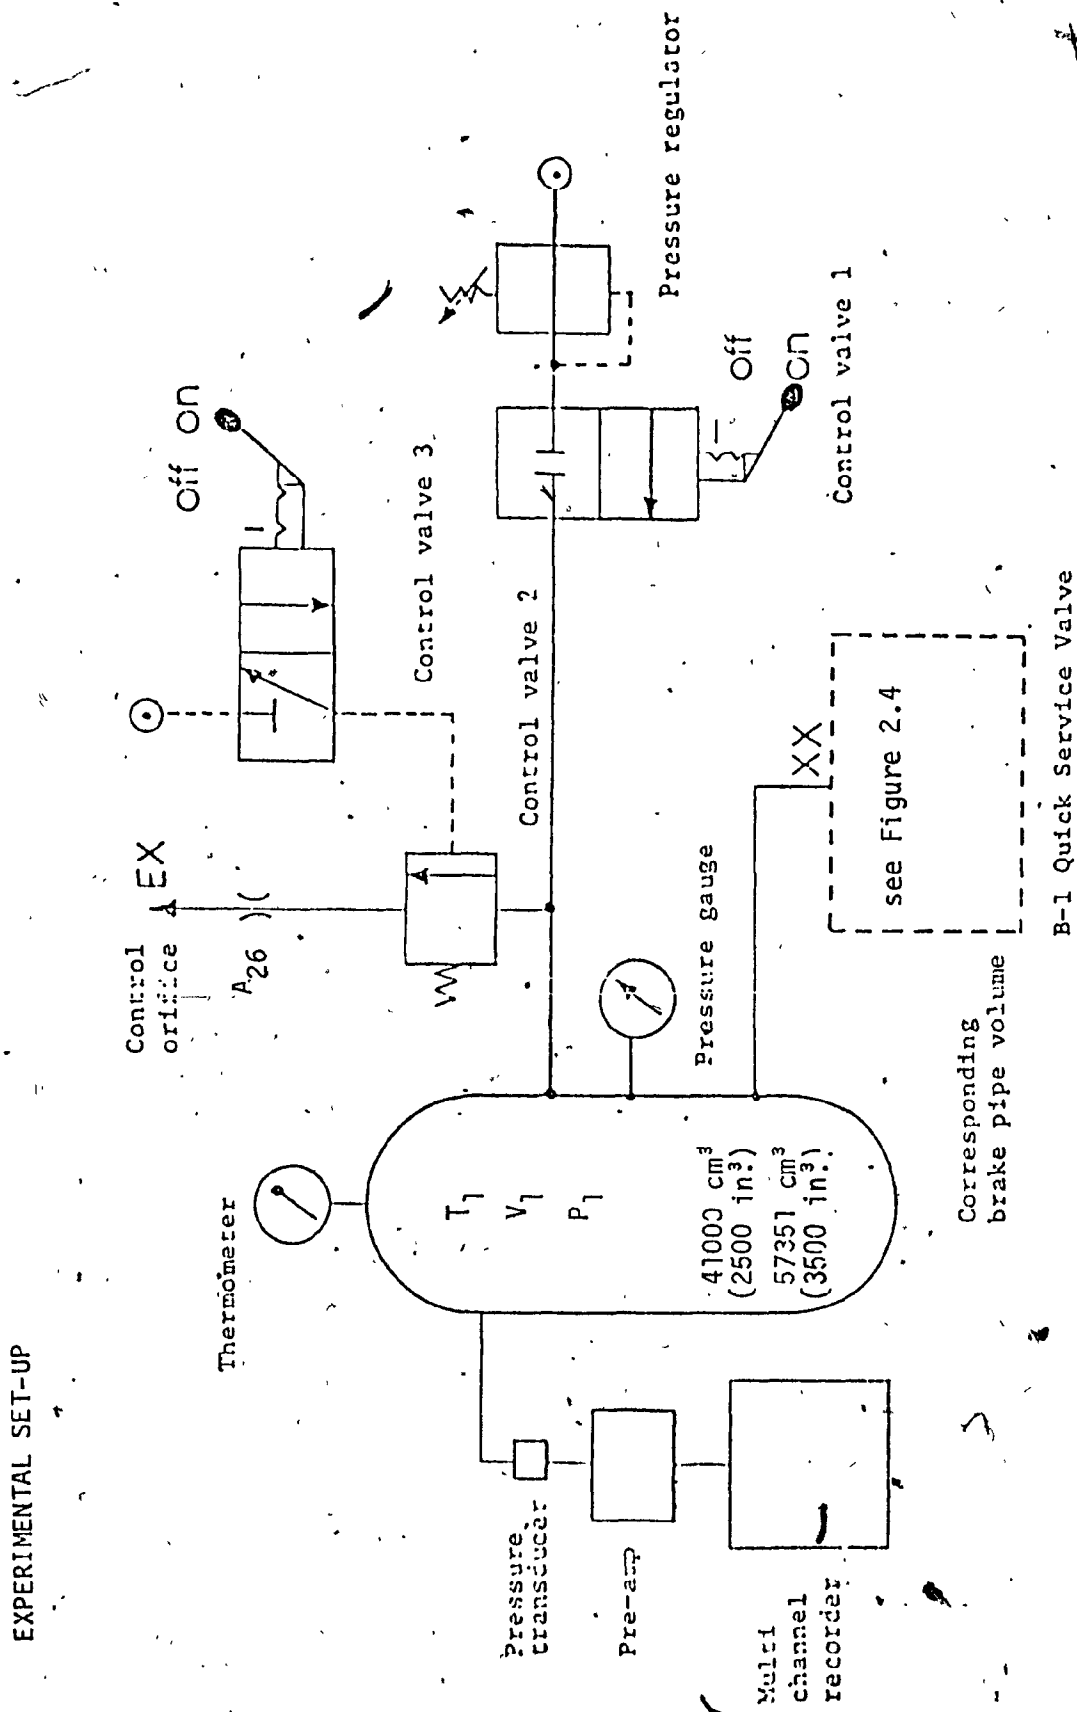 EXPERIMENTAL SET-UP
Thermometer
Control
orifice
EX
A26
off on
Control valve 3
Control valve 2
Pressure regulator
off
on
Control valve 1
Pressure gauge
T1
V1
P1
41000 cm³
(2500 in³)
57351 cm³
(3500 in³)
Pressure
transducer
Pre-amp
Multi
channel
recorder
Corresponding
brake pipe volume
XX
see Figure 2.4
B-1 Quick Service Valve